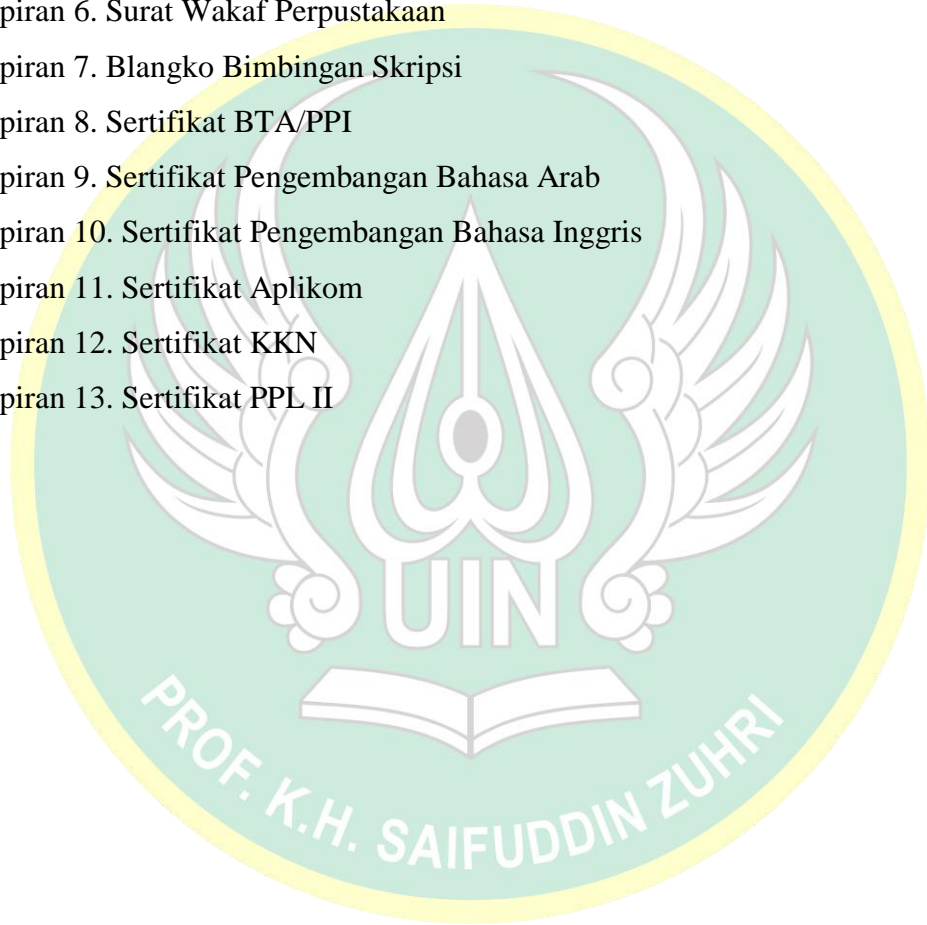 piran 6. Surat Wakaf Perpustakaan
piran 7. Blangko Bimbingan Skripsi
piran 8. Sertifikat BTA/PPI
piran 9. Sertifikat Pengembangan Bahasa Arab
piran 10. Sertifikat Pengembangan Bahasa Inggris
piran 11. Sertifikat Aplikom
piran 12. Sertifikat KKN
piran 13. Sertifikat PPL II
UIN
PROF. K.H. SAIFUDDIN ZUHRI